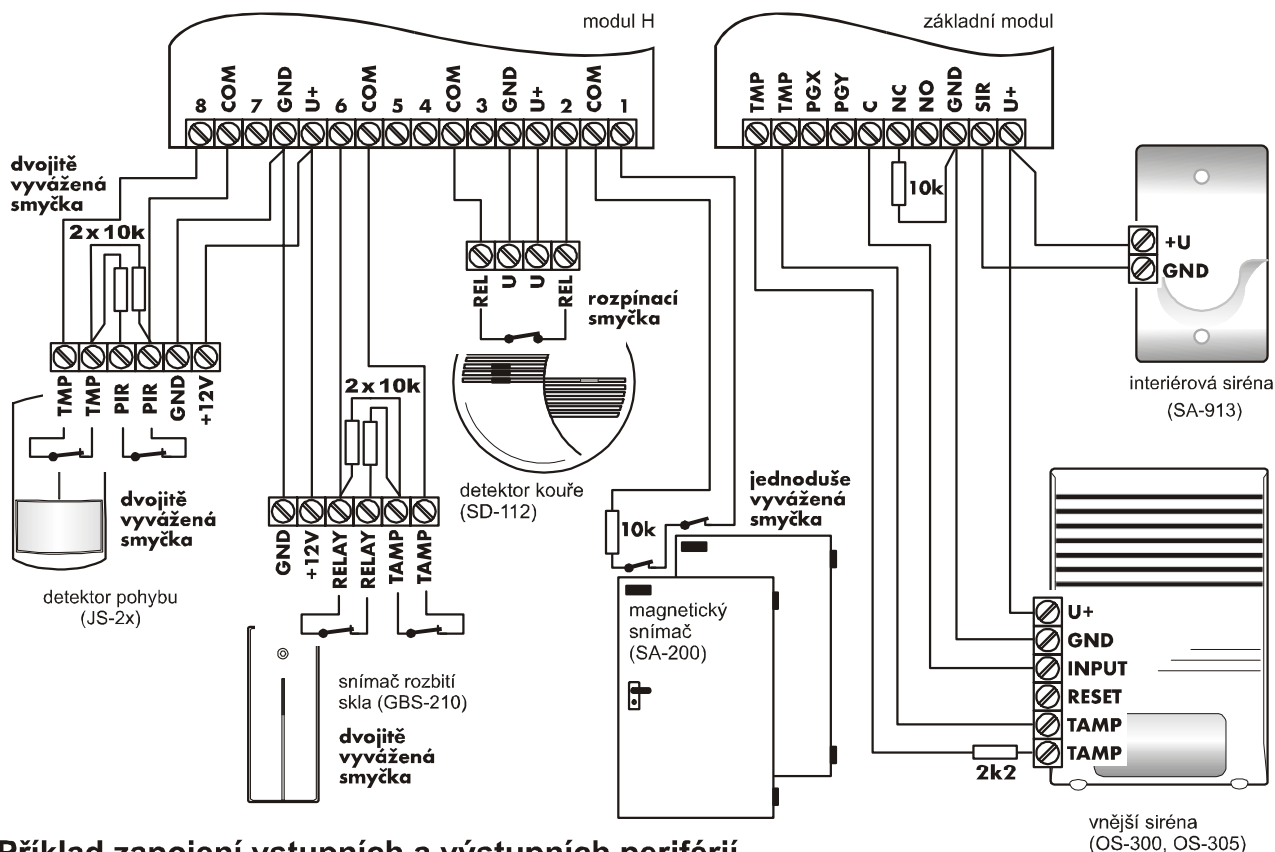 modul H
základní modul
8 COM 7 GND U+ 6 COM 5 4 COM 3 GND U+ 2 COM 1
TMP TMP PGX PGY C NC NO GND SIR U+
dvojitě
vyvážená
smyčka
2x10k
10k
+U
GND
REL U U REL
rozpínací
smyčka
interiérová siréna
(SA-913)
TMP TMP PIR PIR GND +12V
2x10k
dvojitě
vyvážená
smyčka
detektor pohybu
(JS-2x)
detektor kouře
(SD-112)
jednoduše
vyvážená
smyčka
10k
GND +12V RELAY RELAY TAMP TAMP
magnetický
snímač
(SA-200)
snímač rozbití
skla (GBS-210)
dvojitě
vyvážená
smyčka
U+
GND
INPUT
RESET
TAMP
TAMP
2k2
vnější siréna
(OS-300, OS-305)
Příklad zapojení vstupních a výstupních periférií